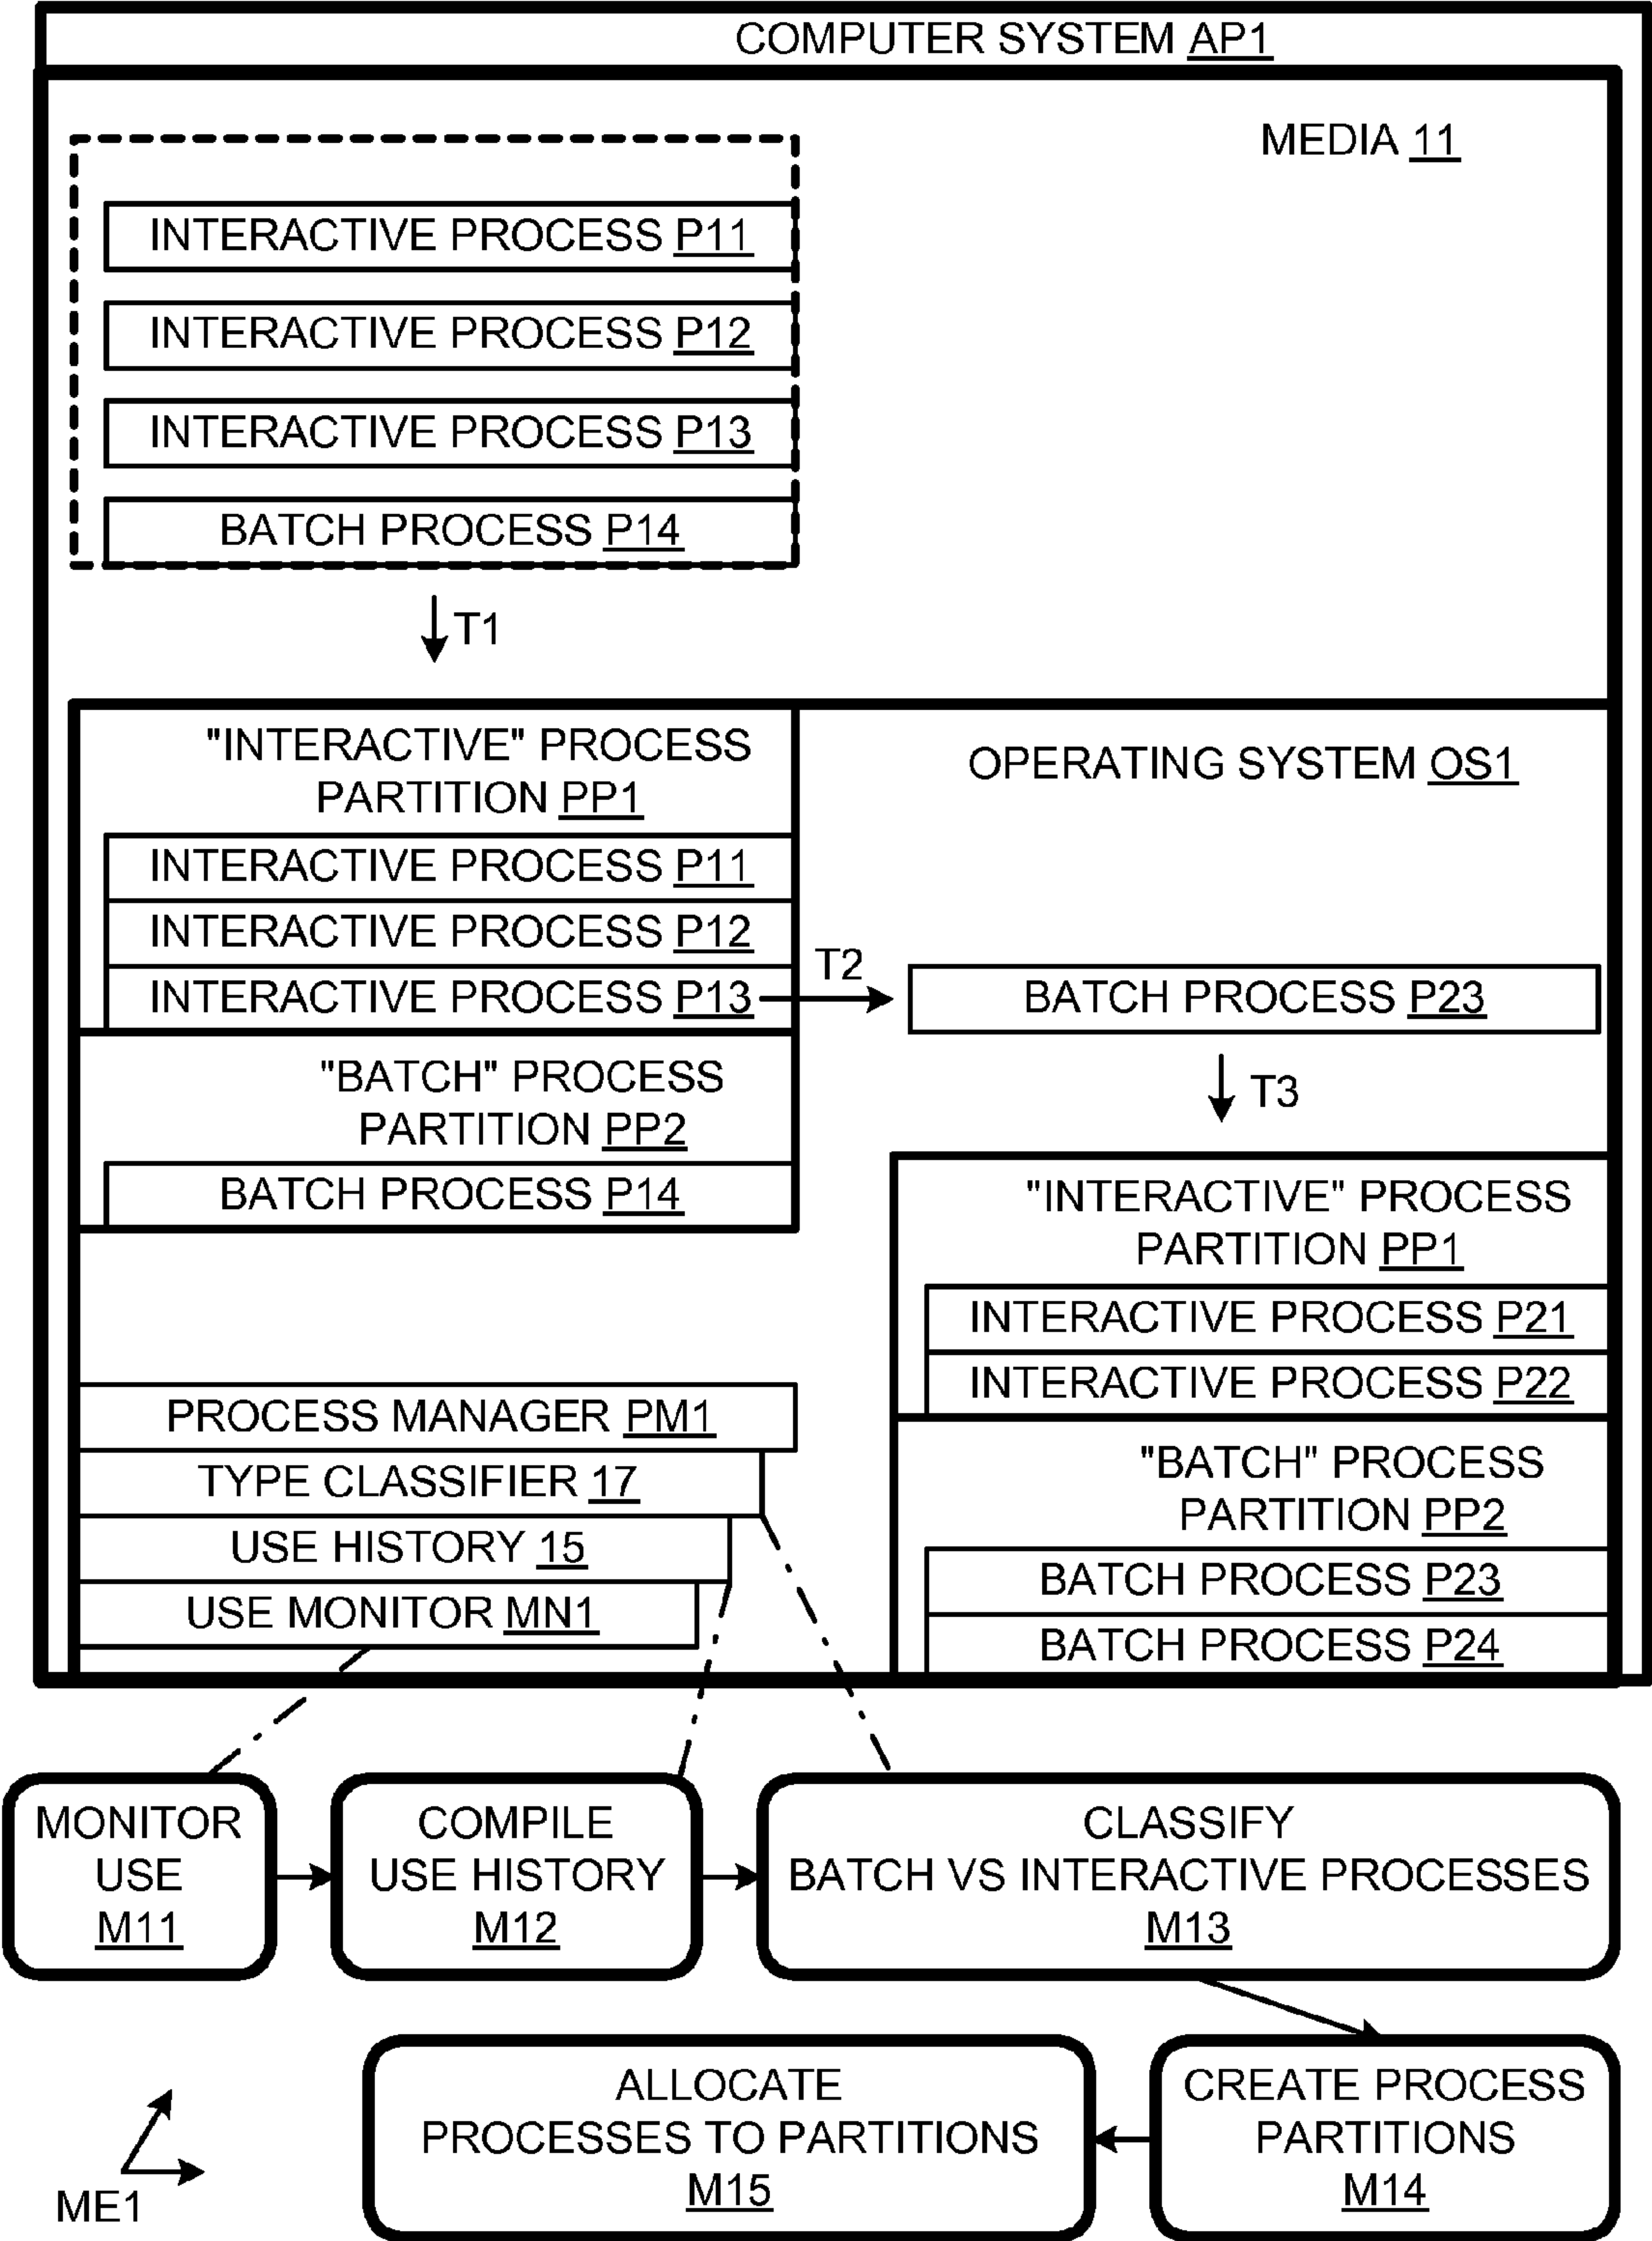 COMPUTER SYSTEM AP1
MEDIA 11
INTERACTIVE PROCESS P11
INTERACTIVE PROCESS P12
INTERACTIVE PROCESS P13
BATCH PROCESS P14
T1
"INTERACTIVE" PROCESS
PARTITION PP1
INTERACTIVE PROCESS P11
INTERACTIVE PROCESS P12
INTERACTIVE PROCESS P13
"BATCH" PROCESS
PARTITION PP2
BATCH PROCESS P14
OPERATING SYSTEM OS1
T2
BATCH PROCESS P23
T3
"INTERACTIVE" PROCESS
PARTITION PP1
INTERACTIVE PROCESS P21
INTERACTIVE PROCESS P22
"BATCH" PROCESS
PARTITION PP2
BATCH PROCESS P23
BATCH PROCESS P24
PROCESS MANAGER PM1
TYPE CLASSIFIER 17
USE HISTORY 15
USE MONITOR MN1
MONITOR
USE
M11
COMPILE
USE HISTORY
M12
CLASSIFY
BATCH VS INTERACTIVE PROCESSES
M13
CREATE PROCESS
PARTITIONS
M14
ALLOCATE
PROCESSES TO PARTITIONS
M15
ME1